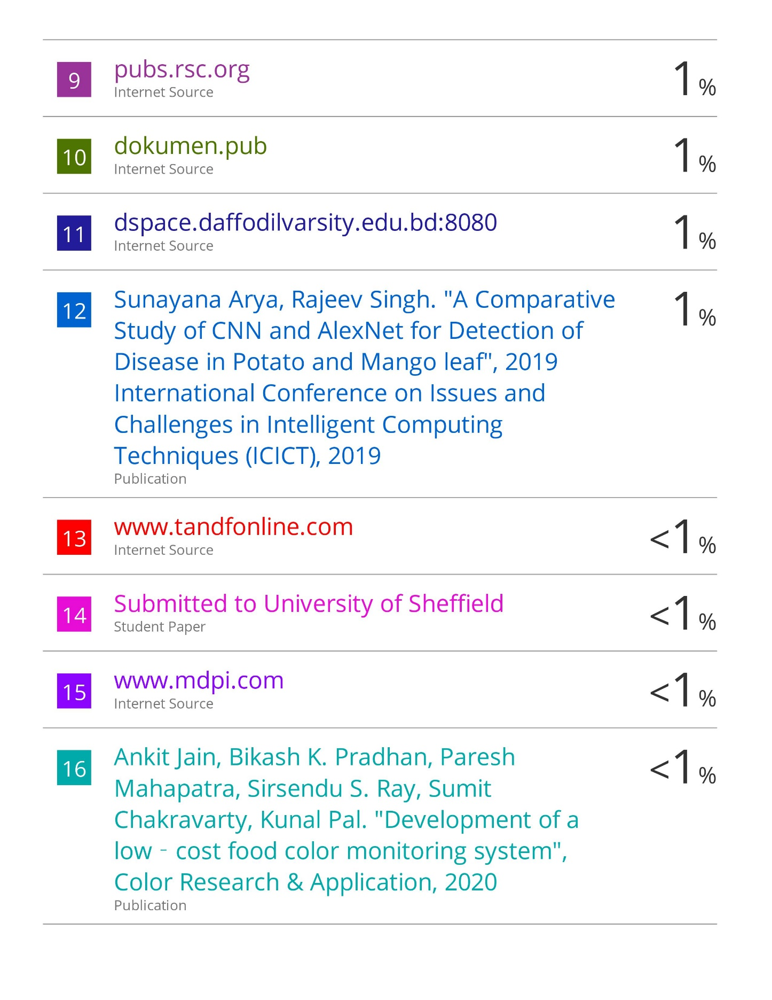 9 pubs.rsc.org 1%
Internet Source
10 dokumen.pub 1%
Internet Source
11 dspace.daffodilvarsity.edu.bd:8080 1%
Internet Source
12 Sunayana Arya, Rajeev Singh. "A Comparative 1%
Study of CNN and AlexNet for Detection of
Disease in Potato and Mango leaf", 2019
International Conference on Issues and
Challenges in Intelligent Computing
Techniques (ICICT), 2019
Publication
13 www.tandfonline.com <1%
Internet Source
14 Submitted to University of Sheffield <1%
Student Paper
15 www.mdpi.com <1%
Internet Source
16 Ankit Jain, Bikash K. Pradhan, Paresh <1%
Mahapatra, Sirsendu S. Ray, Sumit
Chakravarty, Kunal Pal. "Development of a
low‐cost food color monitoring system",
Color Research & Application, 2020
Publication